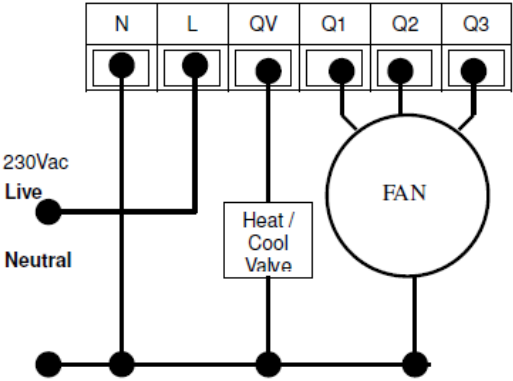 N L QV Q1 Q2 Q3
230Vac
Live
Neutral
Heat /
Cool
Valve
FAN